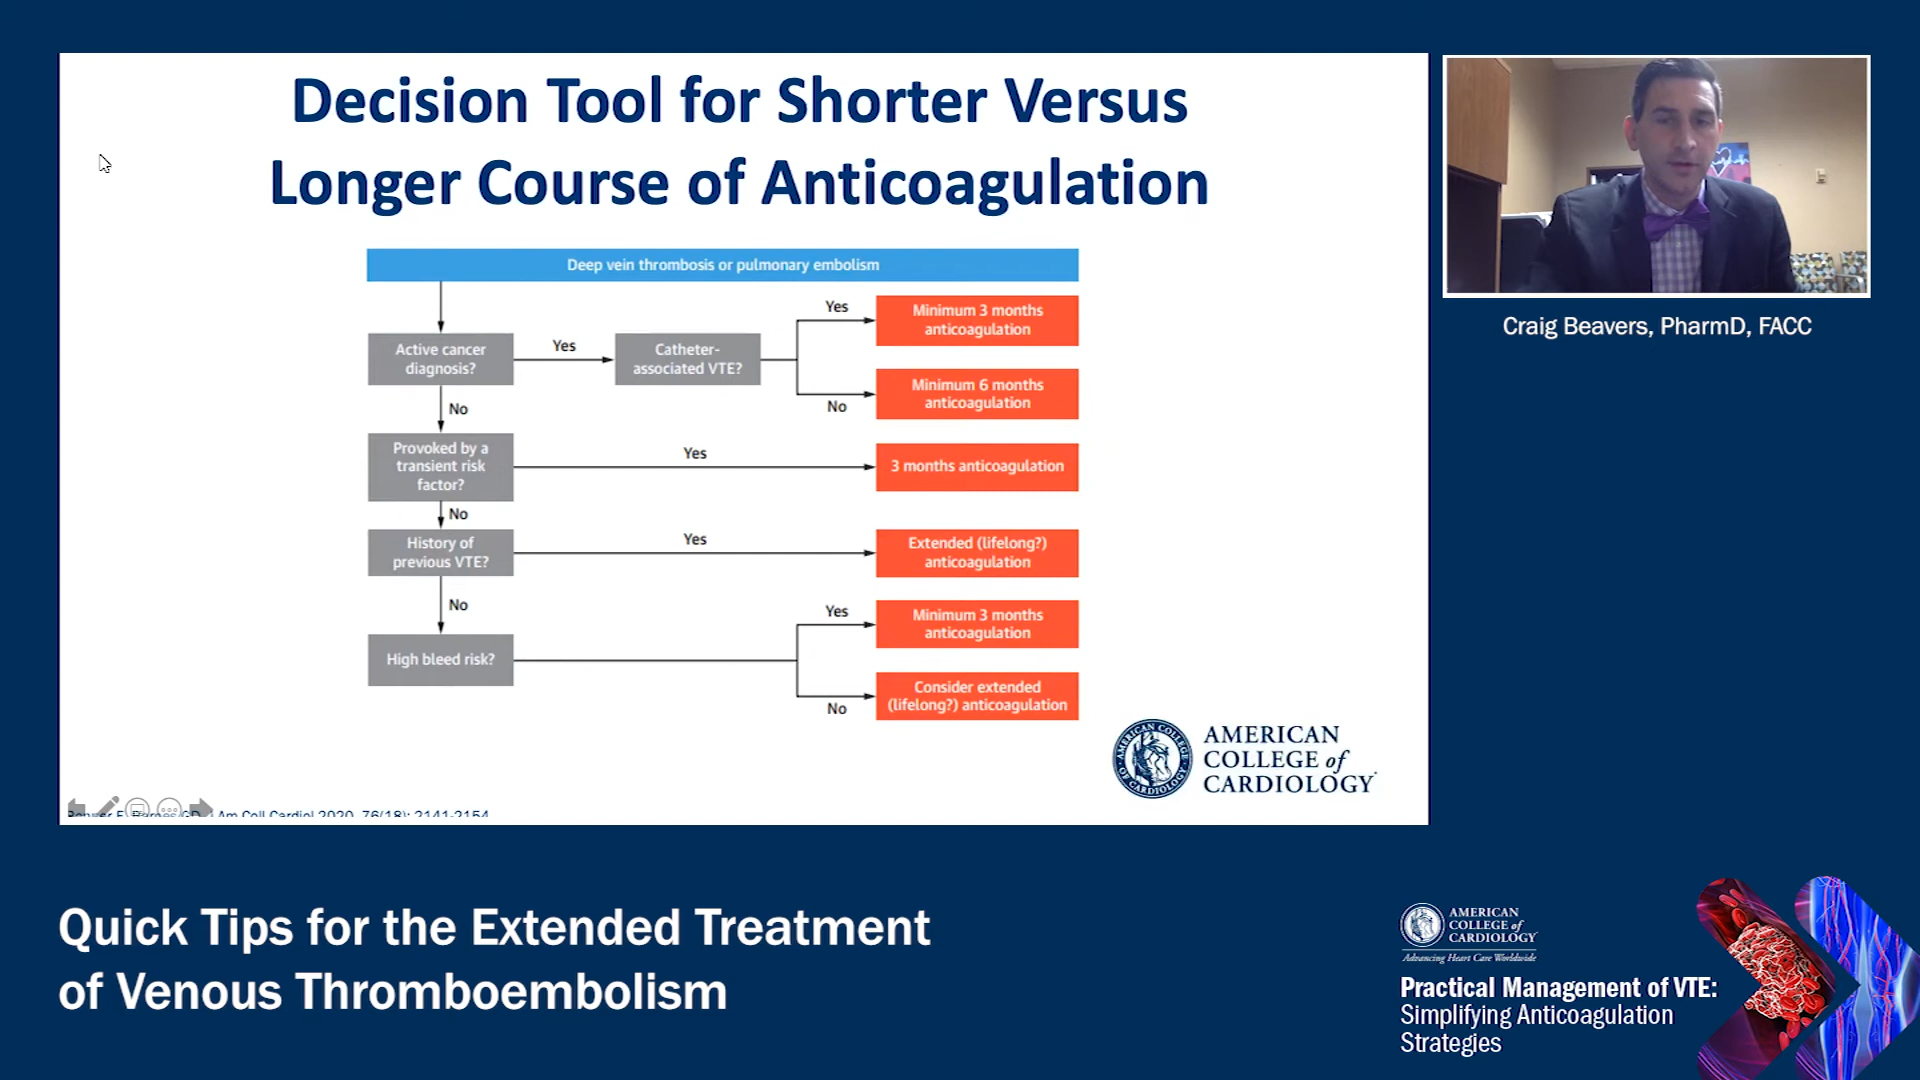 Decision Tool for Shorter Versus
Longer Course of Anticoagulation
Deep vein thrombosis or pulmonary embolism
Active cancer
diagnosis?
Yes
Catheter-
associated VTE?
Yes
Minimum 3 months
anticoagulation
No
Minimum 6 months
anticoagulation
No
Provoked by a
transient risk
factor?
Yes
3 months anticoagulation
No
History of
previous VTE?
Yes
Extended (lifelong?)
anticoagulation
No
High bleed risk?
Yes
Minimum 3 months
anticoagulation
No
Consider extended
(lifelong?) anticoagulation
AMERICAN
COLLEGE of
CARDIOLOGY
AMERICAN COLLEGE OF CARDIOLOGY
Am Coll Cardiol 2020 76(18): 2141-2154
Craig Beavers, PharmD, FACC
Quick Tips for the Extended Treatment
of Venous Thromboembolism
AMERICAN
COLLEGE of
CARDIOLOGY
Advancing Heart Care Worldwide
Practical Management of VTE:
Simplifying Anticoagulation
Strategies